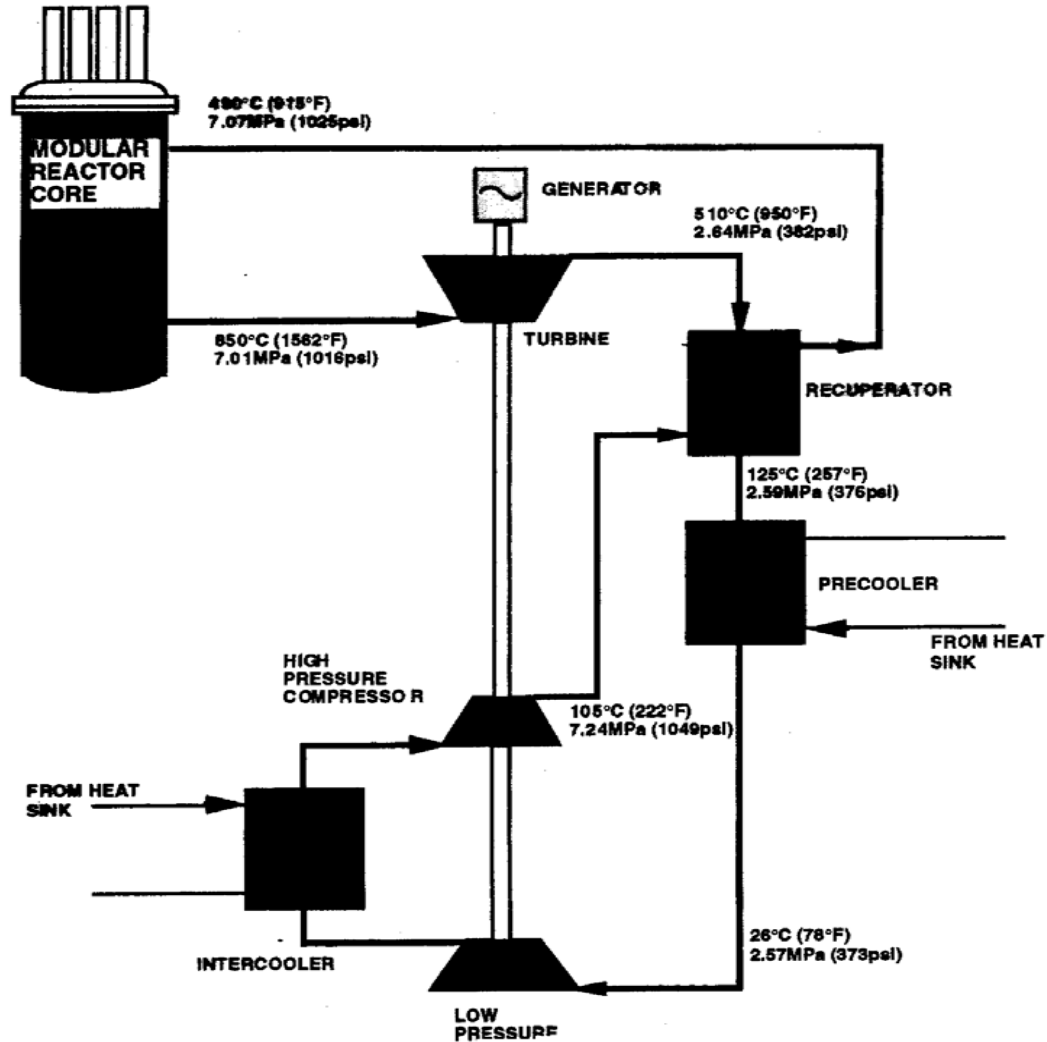 490°C (915°F)
7.07MPa (1025psi)
MODULAR
REACTOR
CORE
GENERATOR
510°C (950°F)
2.64MPa (382psi)
850°C (1562°F)
7.01MPa (1016psi)
TURBINE
RECUPERATOR
125°C (257°F)
2.59MPa (376psi)
PRECOOLER
FROM HEAT
SINK
HIGH
PRESSURE
COMPRESSOR
105°C (222°F)
7.24MPa (1049psi)
FROM HEAT
SINK
INTERCOOLER
26°C (78°F)
2.57MPa (373psi)
LOW
PRESSURE